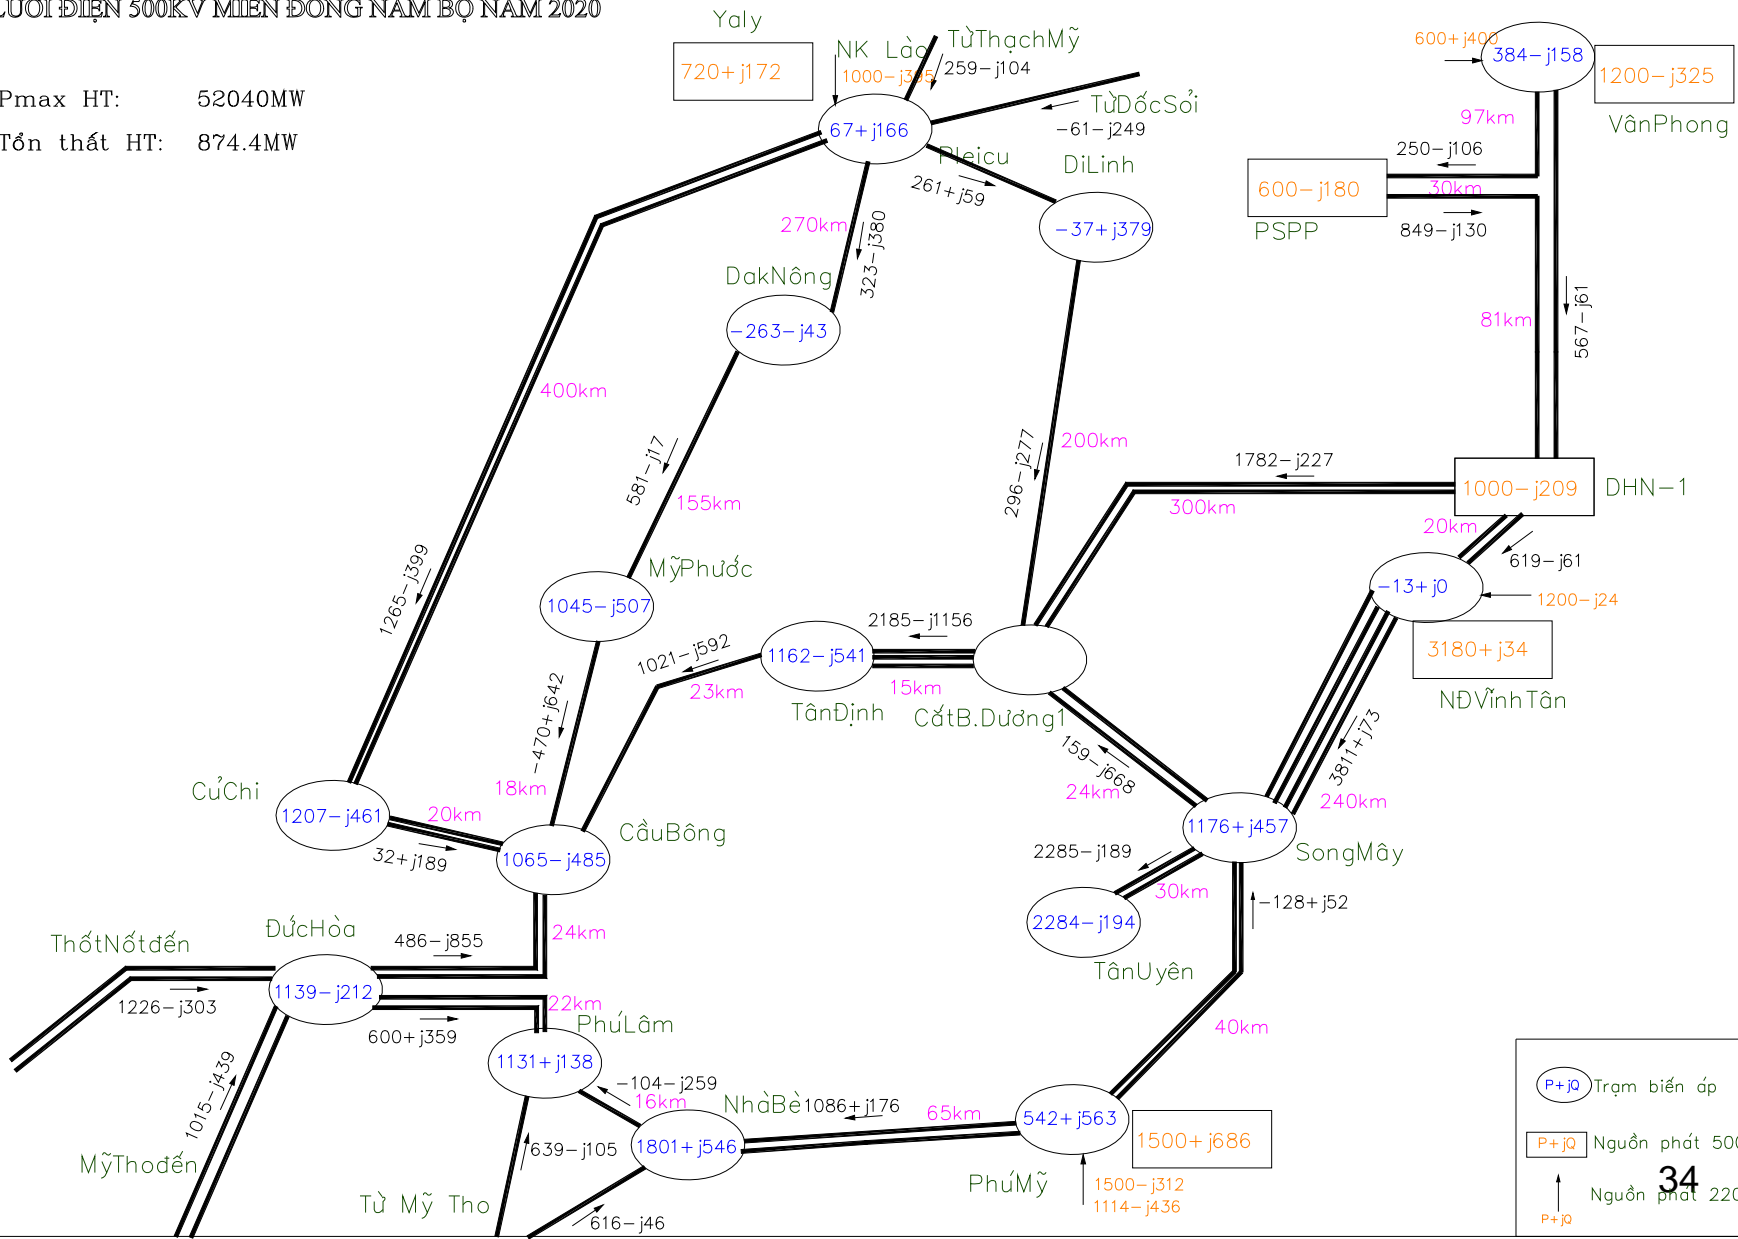 LƯỚI ĐIỆN 500KV MIỀN ĐÔNG NAM BỘ NĂM 2020
Pmax HT: 52040MW
Tổn thất HT: 874.4MW
Yaly
720+j172
NK Lào
1000-j395
TừThạchMỹ
259-j104
TừDốcSỏi
-61-j249
67+j166
Pleicu
261+j59
DiLinh
-37+j379
270km
323-j380
DakNông
-263-j43
400km
581-j17
155km
296-j277
200km
1265-j399
MỹPhước
1045-j507
-470+j642
18km
1021-j592
23km
1162-j541
TânĐịnh
2185-j1156
15km
CắtB.Dương1
600+j400
384-j158
1200-j325
VânPhong
97km
250-j106
600-j180
30km
PSPP
849-j130
81km
567-j61
1782-j227
300km
1000-j209
DHN-1
20km
619-j61
-13+j0
1200-j24
3180+j34
NĐVĩnhTân
3811+j73
240km
159-j668
24km
1176+j457
SongMây
2285-j189
30km
2284-j194
TânUyên
-128+j52
40km
CủChi
1207-j461
20km
32+j189
1065-j485
CầuBông
24km
ThốtNốtđến
1226-j303
ĐứcHòa
1139-j212
486-j855
600+j359
22km
PhúLâm
1131+j138
1015-j439
MỹThođến
-104-j259
16km
NhàBè
1801+j546
1086+j176
65km
542+j563
1500+j686
PhúMỹ
1500-j312
1114-j436
639-j105
Từ Mỹ Tho
616-j46
P+jQ Trạm biến áp
P+jQ Nguồn phát 500
Nguồn phát 220
P+jQ
34